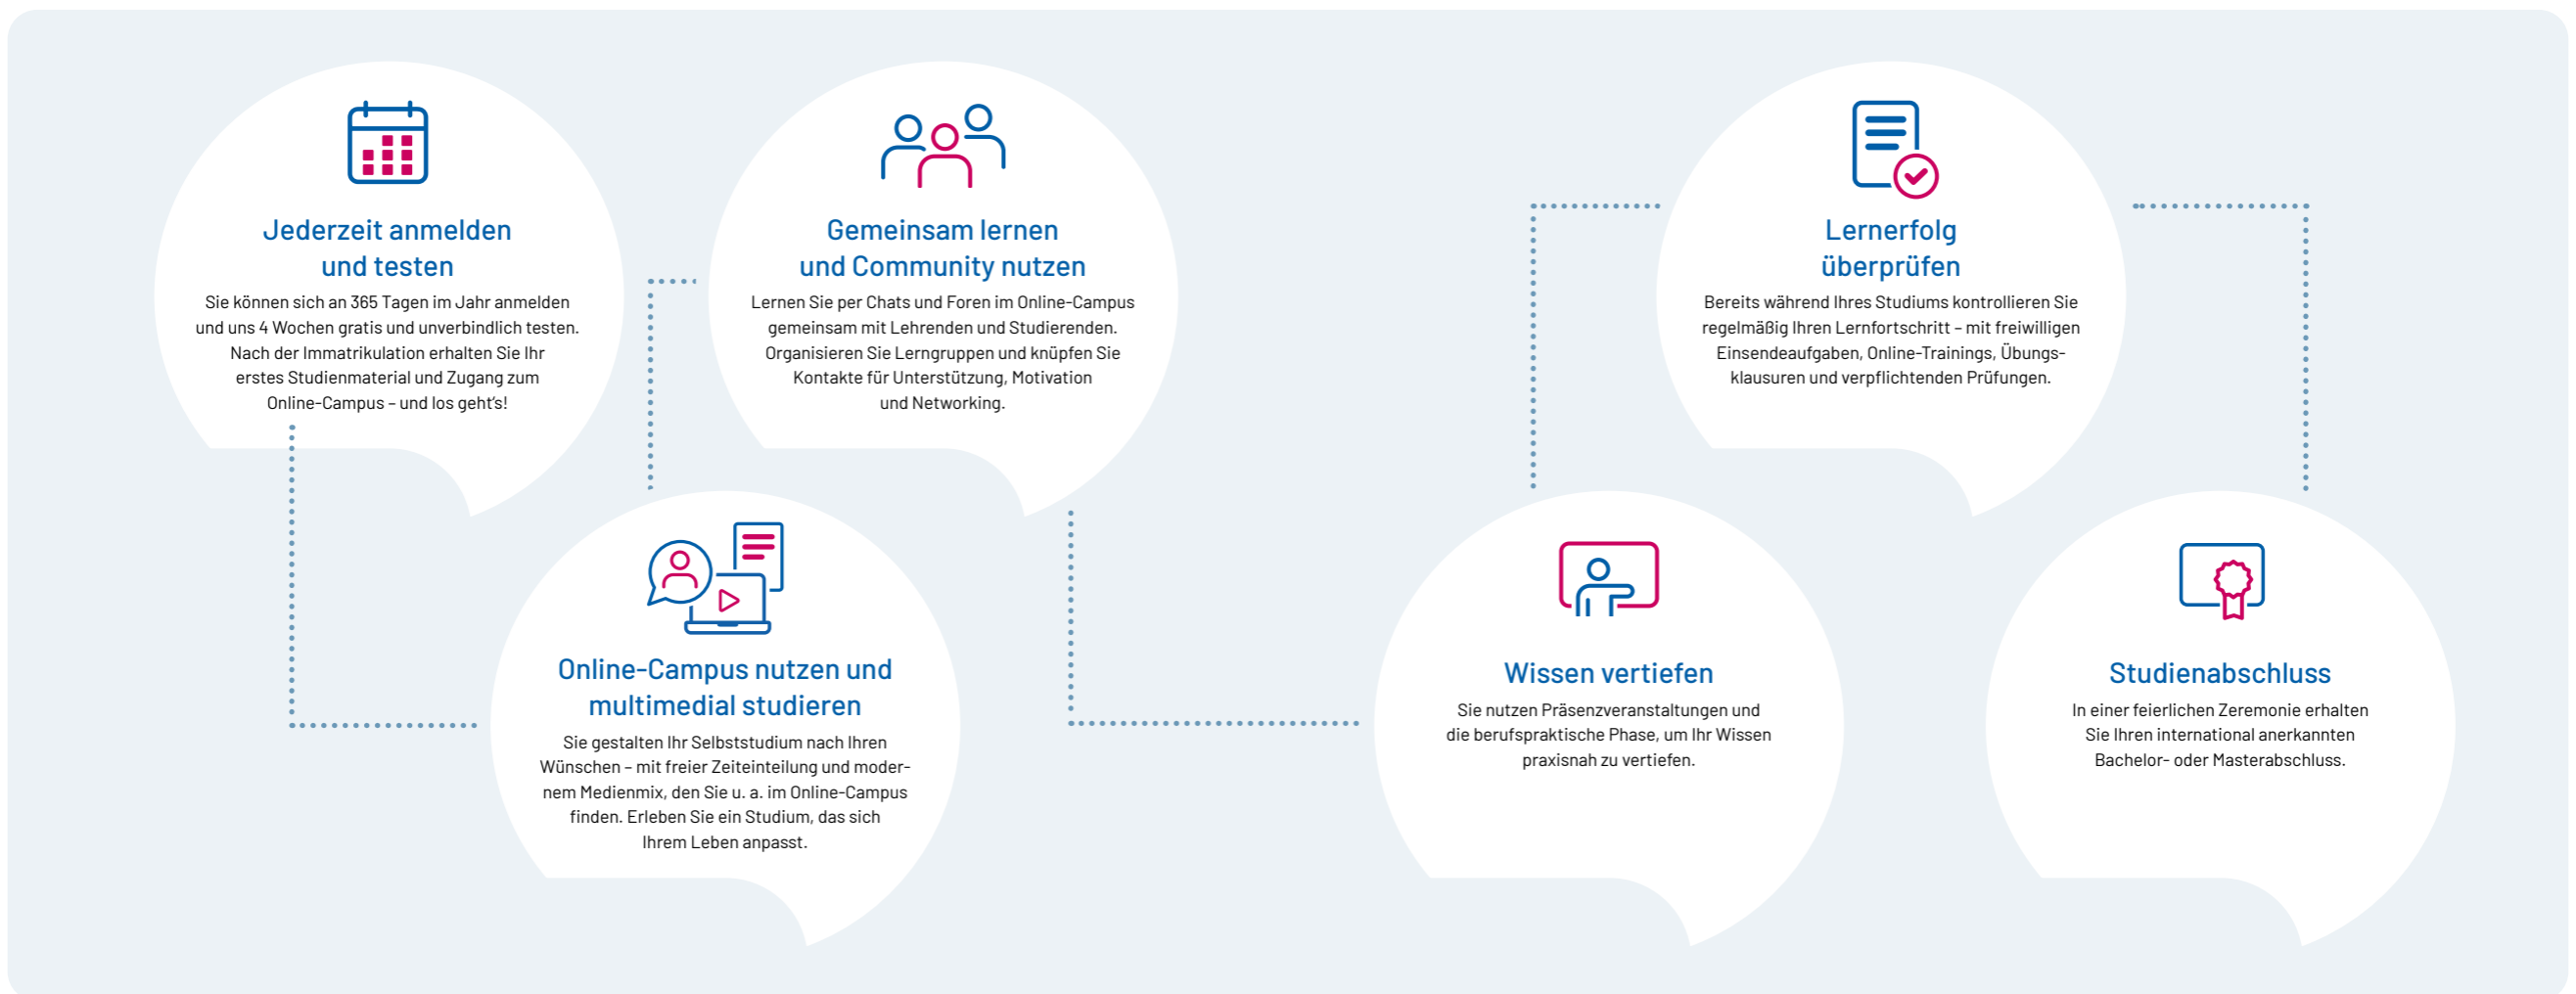 Jederzeit anmelden
und testen
Sie können sich an 365 Tagen im Jahr anmelden
und uns 4 Wochen gratis und unverbindlich testen.
Nach der Immatrikulation erhalten Sie Ihr
erstes Studienmaterial und Zugang zum
Online-Campus – und los geht‘s!
Online-Campus nutzen und
multimedial studieren
Sie gestalten Ihr Selbststudium nach Ihren
Wünschen – mit freier Zeiteinteilung und moder-
nem Medienmix, den Sie u. a. im Online-Campus
finden. Erleben Sie ein Studium, das sich
Ihrem Leben anpasst.
Gemeinsam lernen
und Community nutzen
Lernen Sie per Chats und Foren im Online-Campus
gemeinsam mit Lehrenden und Studierenden.
Organisieren Sie Lerngruppen und knüpfen Sie
Kontakte für Unterstützung, Motivation
und Networking.
Wissen vertiefen
Sie nutzen Präsenzveranstaltungen und
die berufspraktische Phase, um Ihr Wissen
praxisnah zu vertiefen.
Lernerfolg
überprüfen
Bereits während Ihres Studiums kontrollieren Sie
regelmäßig Ihren Lernfortschritt – mit freiwilligen
Einsendeaufgaben, Online-Trainings, Übungs-
klausuren und verpflichtenden Prüfungen.
Studienabschluss
In einer feierlichen Zeremonie erhalten
Sie Ihren international anerkannten
Bachelor- oder Masterabschluss.